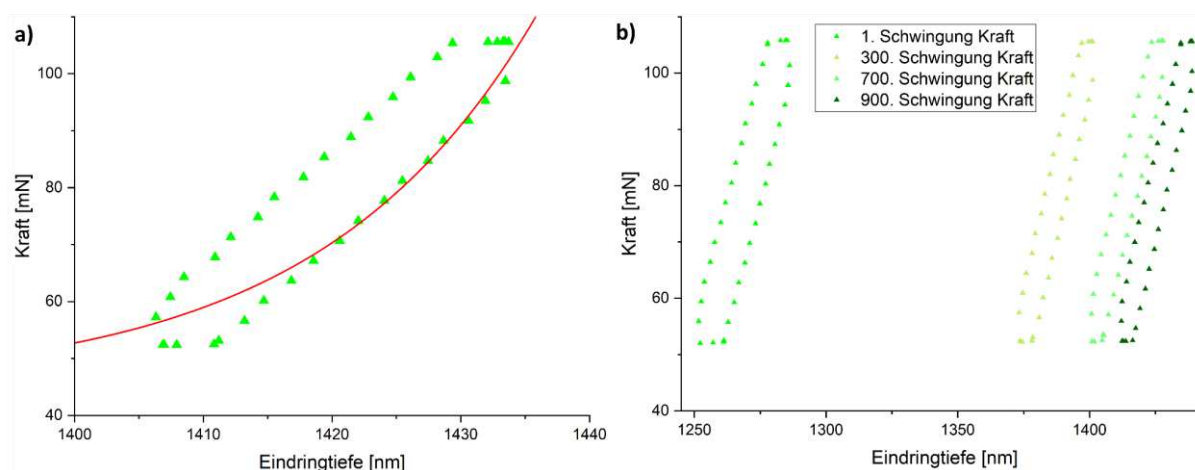 a)
100
80
60
40
Kraft [mN]
1400
1410
1420
1430
1440
Eindringtiefe [nm]
b)
1. Schwingung Kraft
300. Schwingung Kraft
700. Schwingung Kraft
900. Schwingung Kraft
100
80
60
40
Kraft [mN]
1250
1300
1350
1400
Eindringtiefe [nm]